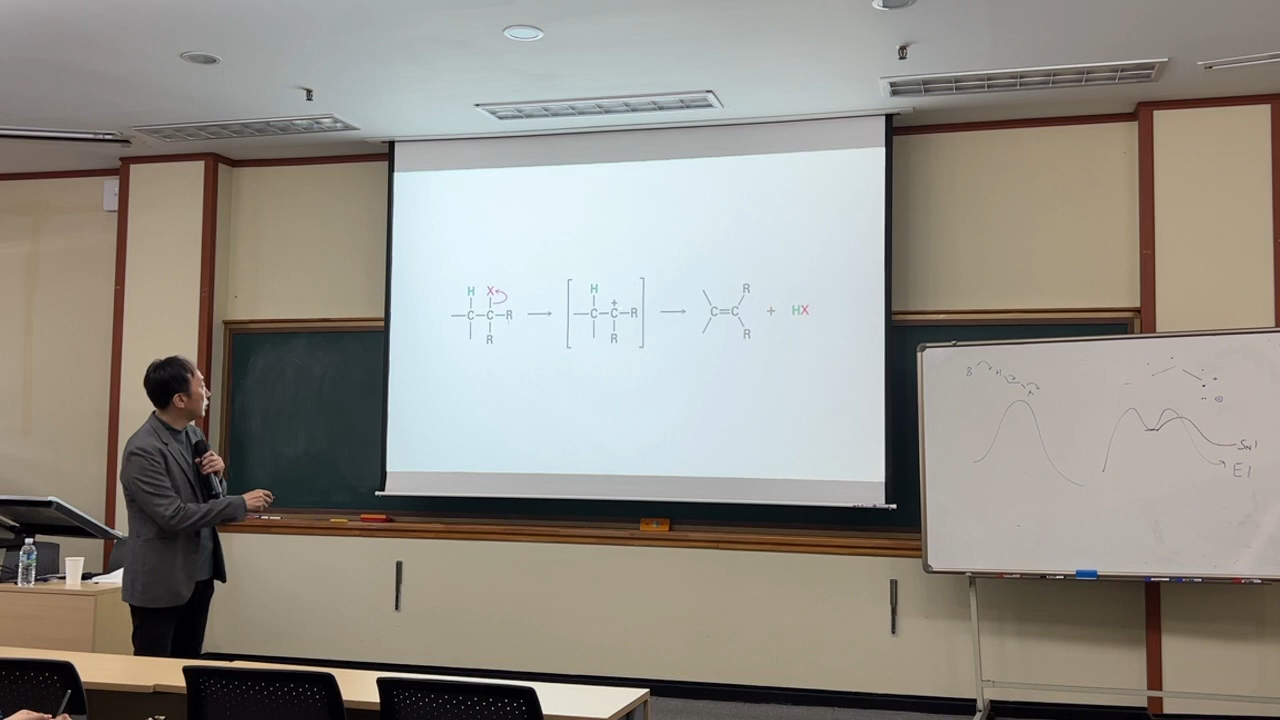 H X H R
—C—C—R → [—C—C⁺—R] → C=C + HX
R R R
B H
SN1
E1